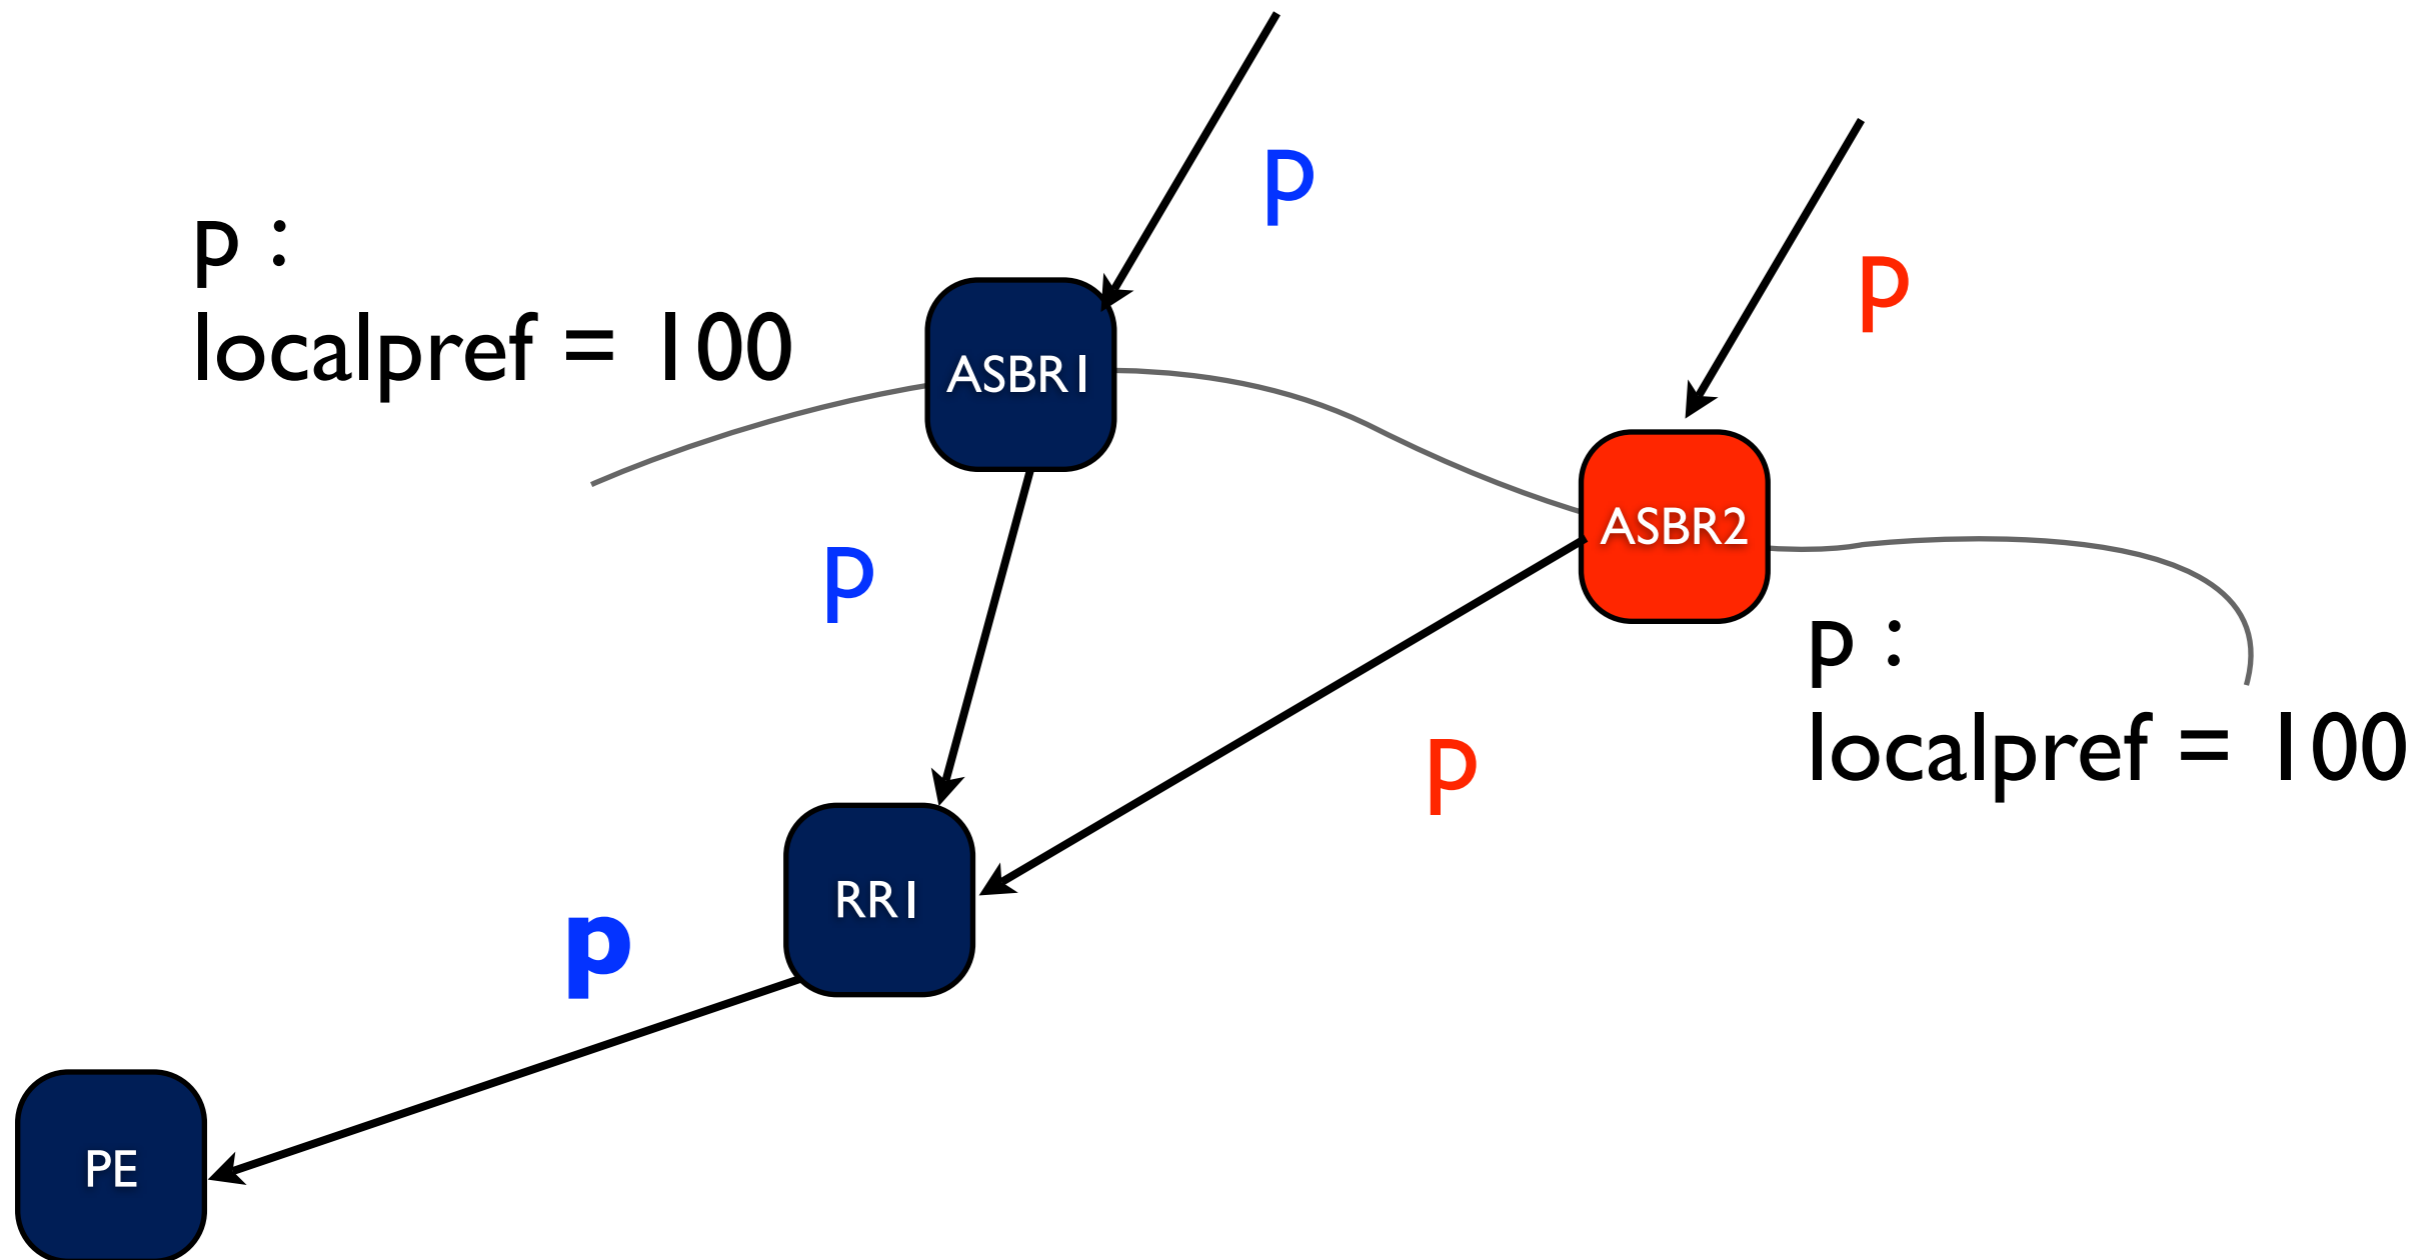 p
p
p :
localpref = 100
ASBR1
ASBR2
p
p :
localpref = 100
p
RR1
p
PE